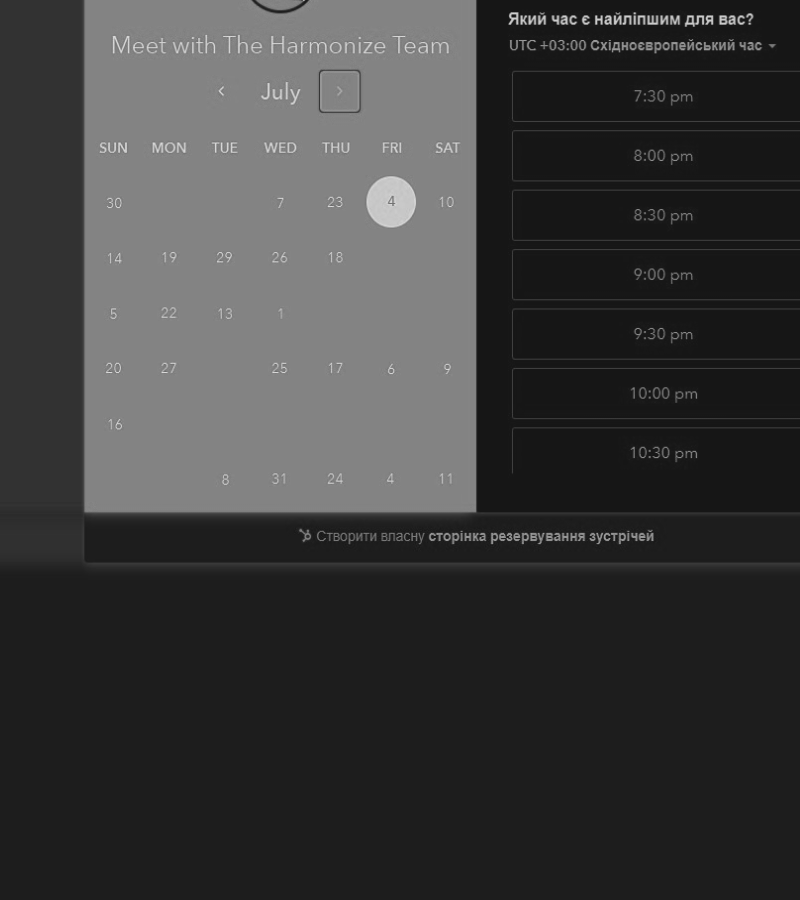 Meet with The Harmonize Team
July
SUN MON TUE WED THU FRI SAT
30 7 23 4 10
14 19 29 26 18
5 22 13 1
20 27 25 17 6 9
16
8 31 24 4 11
Який час є найліпшим для вас?
UTC +03:00 Східноєвропейський час
7:30 pm
8:00 pm
8:30 pm
9:00 pm
9:30 pm
10:00 pm
10:30 pm
Створити власну сторінка резервування зустрічей